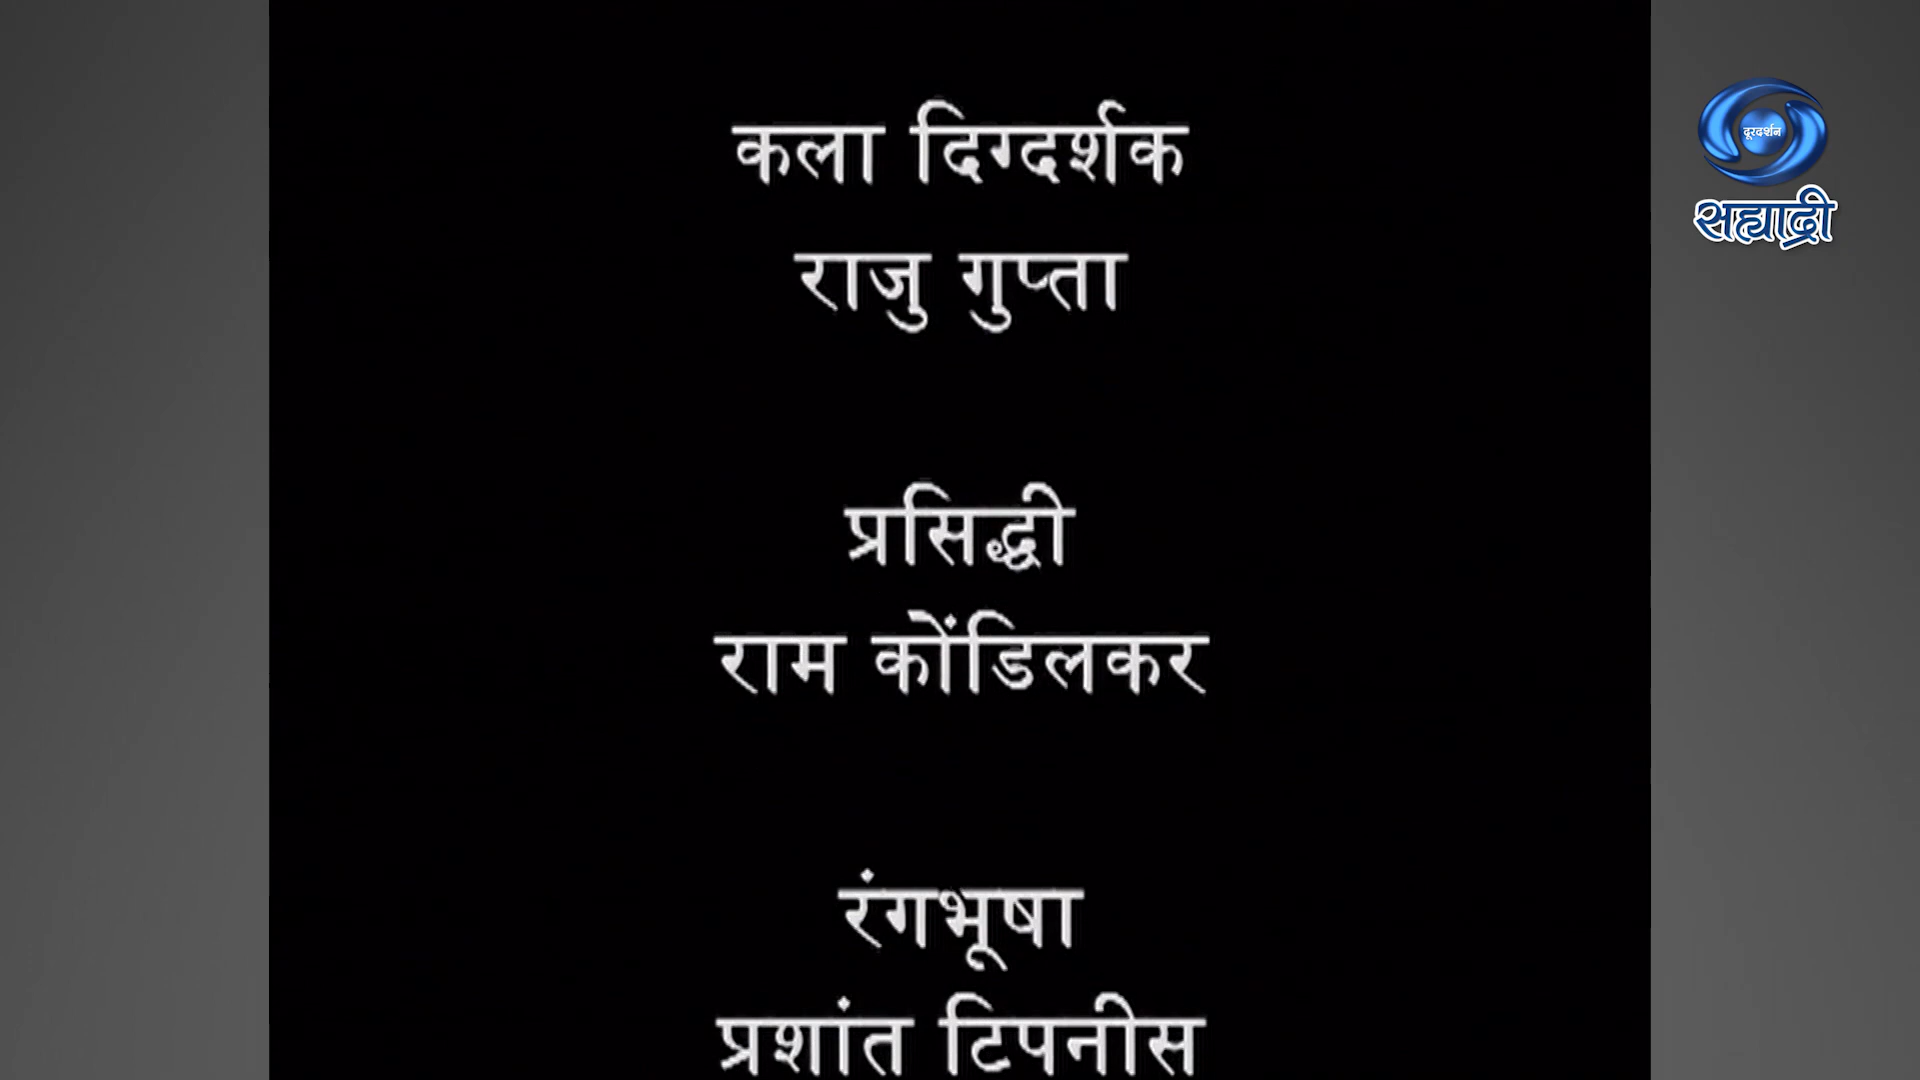 कला दिग्दर्शक
राजु गुप्ता
प्रसिद्धी
राम कोंडिलकर
रंगभूषा
प्रशांत टिपनीस
दूरदर्शन
सह्याद्री